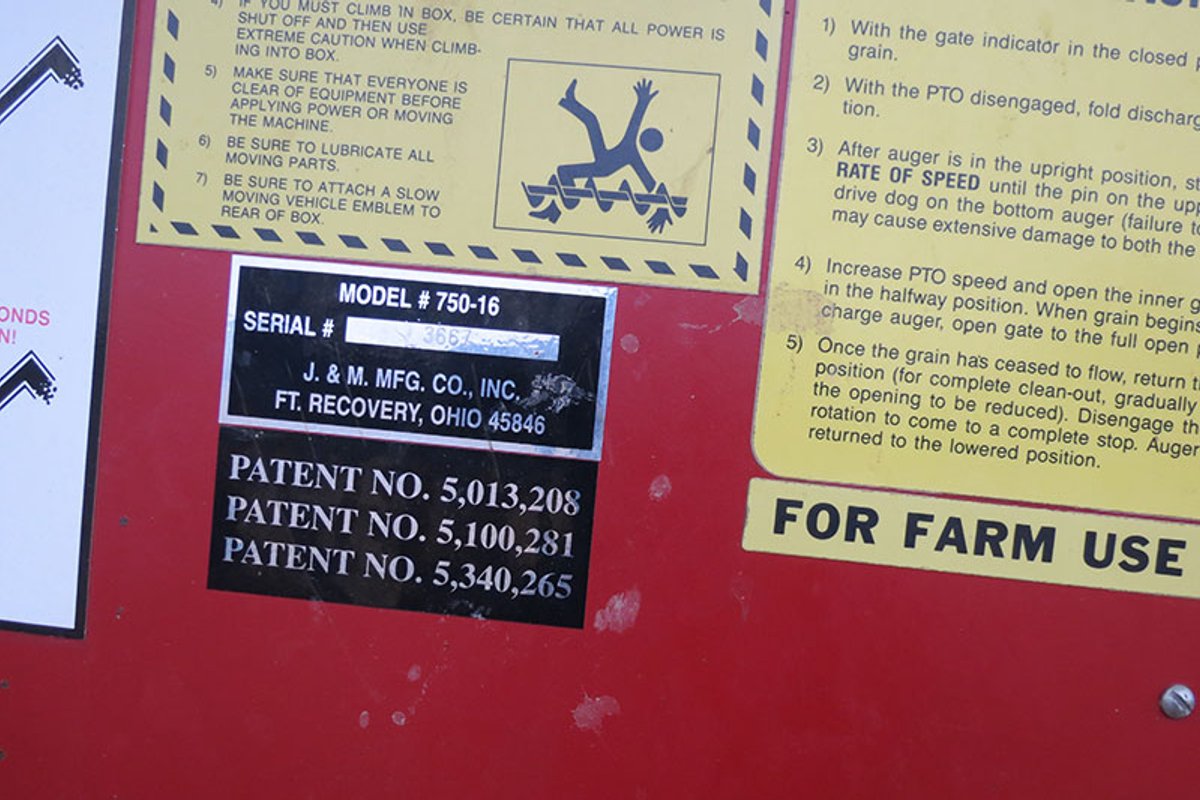 4) IF YOU MUST CLIMB IN BOX, BE CERTAIN THAT ALL POWER IS
SHUT OFF AND THEN USE
EXTREME CAUTION WHEN CLIMB-
ING INTO BOX.
5) MAKE SURE THAT EVERYONE IS
CLEAR OF EQUIPMENT BEFORE
APPLYING POWER OR MOVING
THE MACHINE.
6) BE SURE TO LUBRICATE ALL
MOVING PARTS.
7) BE SURE TO ATTACH A SLOW
MOVING VEHICLE EMBLEM TO
REAR OF BOX.
ONDS
N!
MODEL # 750-16
SERIAL # 3667
J. & M. MFG. CO., INC.
FT. RECOVERY, OHIO 45846
PATENT NO. 5,013,208
PATENT NO. 5,100,281
PATENT NO. 5,340,265
1) With the gate indicator in the closed
grain.
2) With the PTO disengaged, fold discharg
tion.
3) After auger is in the upright position, st
RATE OF SPEED until the pin on the upp
drive dog on the bottom auger (failure to
may cause extensive damage to both the
4) Increase PTO speed and open the inner g
in the halfway position. When grain begins
charge auger, open gate to the full open
5) Once the grain has ceased to flow, return th
position (for complete clean-out, gradually
the opening to be reduced). Disengage th
rotation to come to a complete stop. Auger
returned to the lowered position.
FOR FARM USE